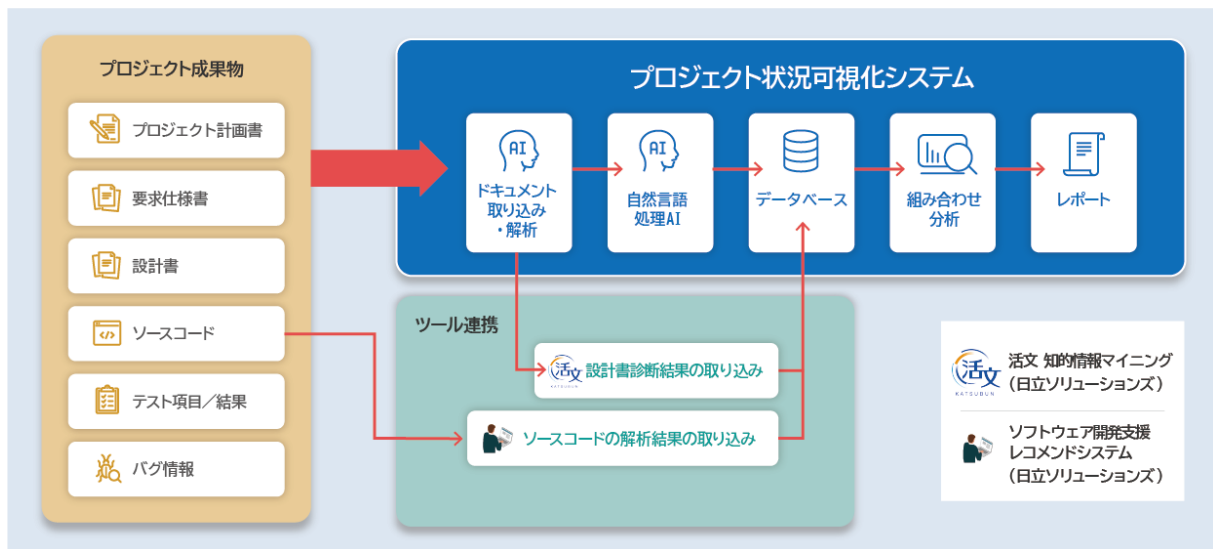 プロジェクト成果物
プロジェクト計画書
要求仕様書
設計書
ソースコード
テスト項目／結果
バグ情報
プロジェクト状況可視化システム
AI
ドキュメント
取り込み
・解析
AI
自然言語
処理AI
データベース
組み合わせ
分析
レポート
ツール連携
活文
KATSUBUN
設計書診断結果の取り込み
ソースコードの解析結果の取り込み
活文
KATSUBUN
活文 知的情報マイニング
（日立ソリューションズ）
ソフトウェア開発支援
レコメンドシステム
（日立ソリューションズ）